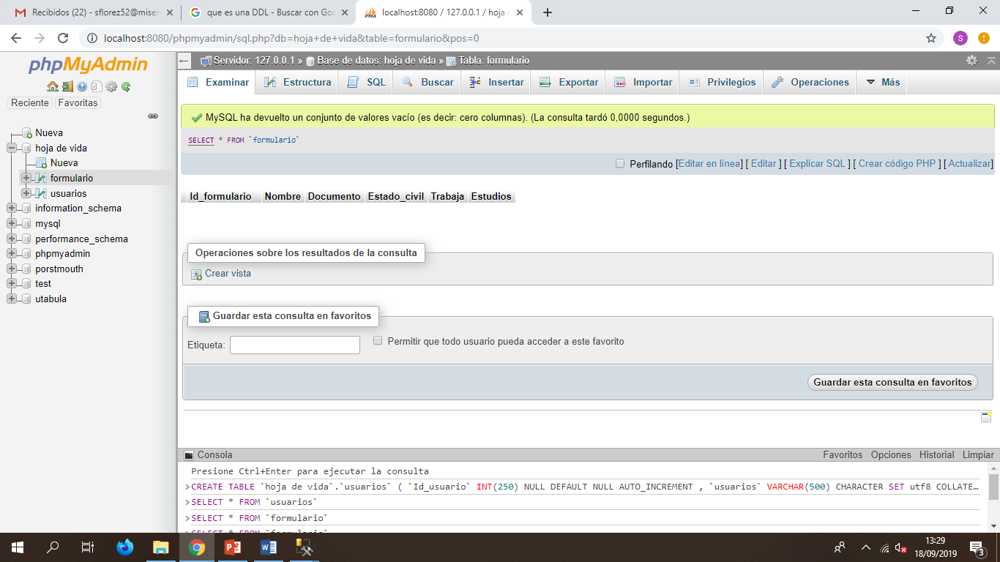 Recibidos (22) - sflorez52@miser
que es una DDL - Buscar con Goo
localhost:8080 / 127.0.0.1 / hoja
localhost:8080/phpmyadmin/sql.php?db=hoja+de+vida&table=formulario&pos=0
S
phpMyAdmin
Reciente
Favoritas
Nueva
hoja de vida
Nueva
formulario
usuarios
information_schema
mysql
performance_schema
phpmyadmin
porstmouth
test
utabula
Servidor: 127.0.0.1 » Base de datos: hoja de vida » Tabla: formulario
Examinar Estructura SQL Buscar Insertar Exportar Importar Privilegios Operaciones Más
MySQL ha devuelto un conjunto de valores vacío (es decir: cero columnas). (La consulta tardó 0,0000 segundos.)
SELECT * FROM `formulario`
Perfilando [Editar en línea] [ Editar ] [ Explicar SQL ] [ Crear código PHP ] [ Actualizar]
Id_formulario Nombre Documento Estado_civil Trabaja Estudios
Operaciones sobre los resultados de la consulta
Crear vista
Guardar esta consulta en favoritos
Etiqueta:
Permitir que todo usuario pueda acceder a este favorito
Guardar esta consulta en favoritos
Consola
Favoritos Opciones Historial Limpiar
Presione Ctrl+Enter para ejecutar la consulta
>CREATE TABLE `hoja de vida`.`usuarios` ( `Id_usuario` INT(250) NULL DEFAULT NULL AUTO_INCREMENT , `usuarios` VARCHAR(500) CHARACTER SET utf8 COLLATE…
>SELECT * FROM `usuarios`
>SELECT * FROM `formulario`
>SELECT * FROM `formulario`
13:29
18/09/2019
3